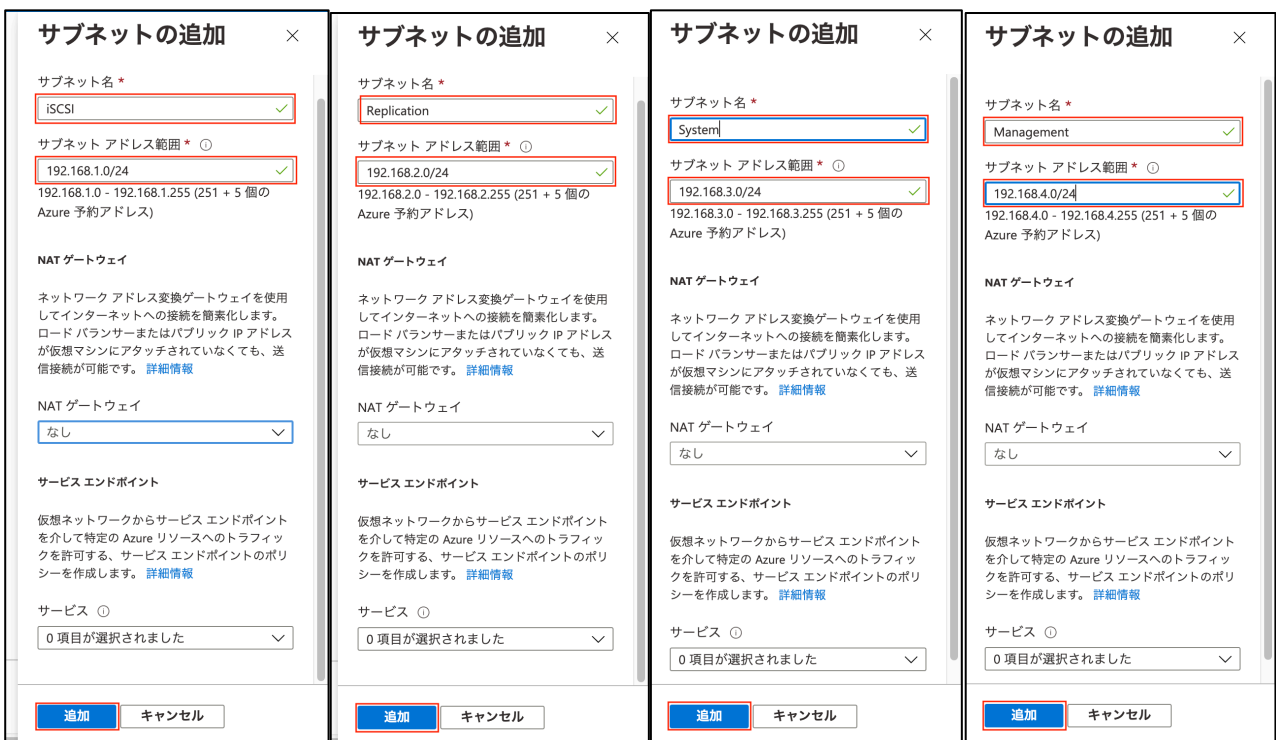 サブネットの追加
サブネット名 *
iSCSI
サブネット アドレス範囲 *
192.168.1.0/24
192.168.1.0 - 192.168.1.255 (251 + 5 個の
Azure 予約アドレス)
NAT ゲートウェイ
ネットワーク アドレス変換ゲートウェイを使用
してインターネットへの接続を簡素化します。
ロード バランサーまたはパブリック IP アドレス
が仮想マシンにアタッチされていなくても、送
信接続が可能です。 詳細情報
NAT ゲートウェイ
なし
サービス エンドポイント
仮想ネットワークからサービス エンドポイント
を介して特定の Azure リソースへのトラフィッ
クを許可する、サービス エンドポイントのポリ
シーを作成します。 詳細情報
サービス
0 項目が選択されました
追加
キャンセル
サブネットの追加
サブネット名 *
Replication
サブネット アドレス範囲 *
192.168.2.0/24
192.168.2.0 - 192.168.2.255 (251 + 5 個の
Azure 予約アドレス)
NAT ゲートウェイ
ネットワーク アドレス変換ゲートウェイを使用
してインターネットへの接続を簡素化します。
ロード バランサーまたはパブリック IP アドレス
が仮想マシンにアタッチされていなくても、送
信接続が可能です。 詳細情報
NAT ゲートウェイ
なし
サービス エンドポイント
仮想ネットワークからサービス エンドポイント
を介して特定の Azure リソースへのトラフィッ
クを許可する、サービス エンドポイントのポリ
シーを作成します。 詳細情報
サービス
0 項目が選択されました
追加
キャンセル
サブネットの追加
サブネット名 *
System
サブネット アドレス範囲 *
192.168.3.0/24
192.168.3.0 - 192.168.3.255 (251 + 5 個の
Azure 予約アドレス)
NAT ゲートウェイ
ネットワーク アドレス変換ゲートウェイを使用
してインターネットへの接続を簡素化します。
ロード バランサーまたはパブリック IP アドレス
が仮想マシンにアタッチされていなくても、送
信接続が可能です。 詳細情報
NAT ゲートウェイ
なし
サービス エンドポイント
仮想ネットワークからサービス エンドポイント
を介して特定の Azure リソースへのトラフィッ
クを許可する、サービス エンドポイントのポリ
シーを作成します。 詳細情報
サービス
0 項目が選択されました
追加
キャンセル
サブネットの追加
サブネット名 *
Management
サブネット アドレス範囲 *
192.168.4.0/24
192.168.4.0 - 192.168.4.255 (251 + 5 個の
Azure 予約アドレス)
NAT ゲートウェイ
ネットワーク アドレス変換ゲートウェイを使用
してインターネットへの接続を簡素化します。
ロード バランサーまたはパブリック IP アドレス
が仮想マシンにアタッチされていなくても、送
信接続が可能です。 詳細情報
NAT ゲートウェイ
なし
サービス エンドポイント
仮想ネットワークからサービス エンドポイント
を介して特定の Azure リソースへのトラフィッ
クを許可する、サービス エンドポイントのポリ
シーを作成します。 詳細情報
サービス
0 項目が選択されました
追加
キャンセル